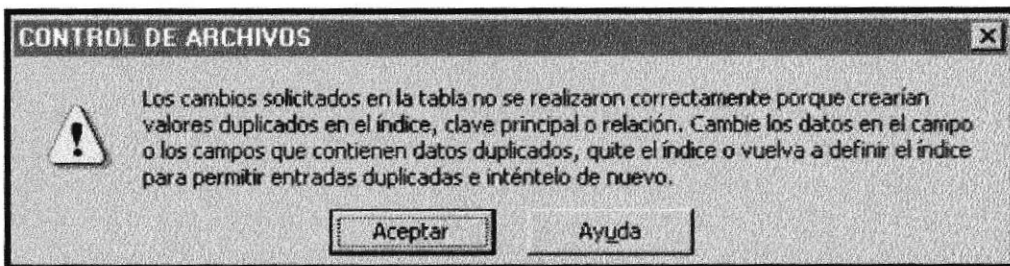 CONTROL DE ARCHIVOS
Los cambios solicitados en la tabla no se realizaron correctamente porque crearían
valores duplicados en el índice, clave principal o relación. Cambie los datos en el campo
o los campos que contienen datos duplicados, quite el índice o vuelva a definir el índice
para permitir entradas duplicadas e inténtelo de nuevo.
Aceptar
Ayuda